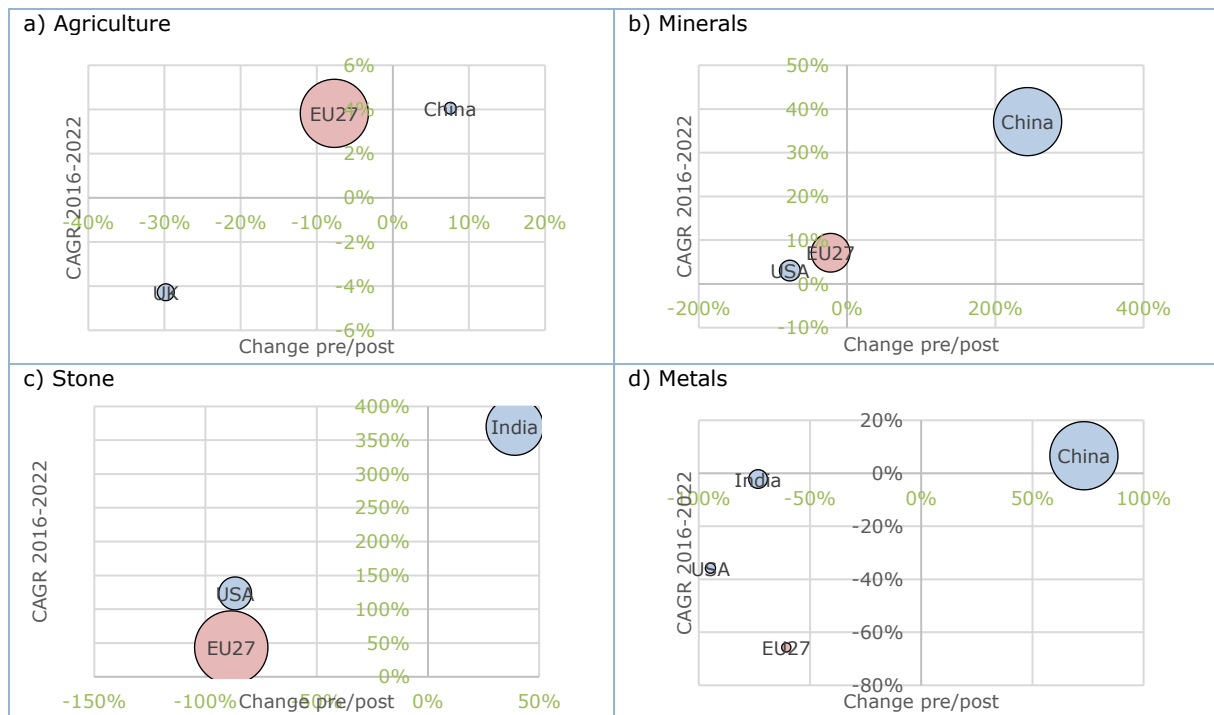 a) Agriculture
6%
4%
2%
0%
-2%
-4%
-6%
-40%
-30%
-20%
-10%
0%
10%
20%
EU27
China
UK
CAGR 2016-2022
Change pre/post
b) Minerals
50%
40%
30%
20%
10%
0%
-10%
-200%
0%
200%
400%
China
EU27
USA
CAGR 2016-2022
Change pre/post
c) Stone
400%
350%
300%
250%
200%
150%
100%
50%
0%
-150%
-100%
-50%
0%
50%
India
USA
EU27
CAGR 2016-2022
Change pre/post
d) Metals
20%
0%
-20%
-40%
-60%
-80%
-100%
-50%
0%
50%
100%
China
India
USA
EU27
CAGR 2016-2022
Change pre/post